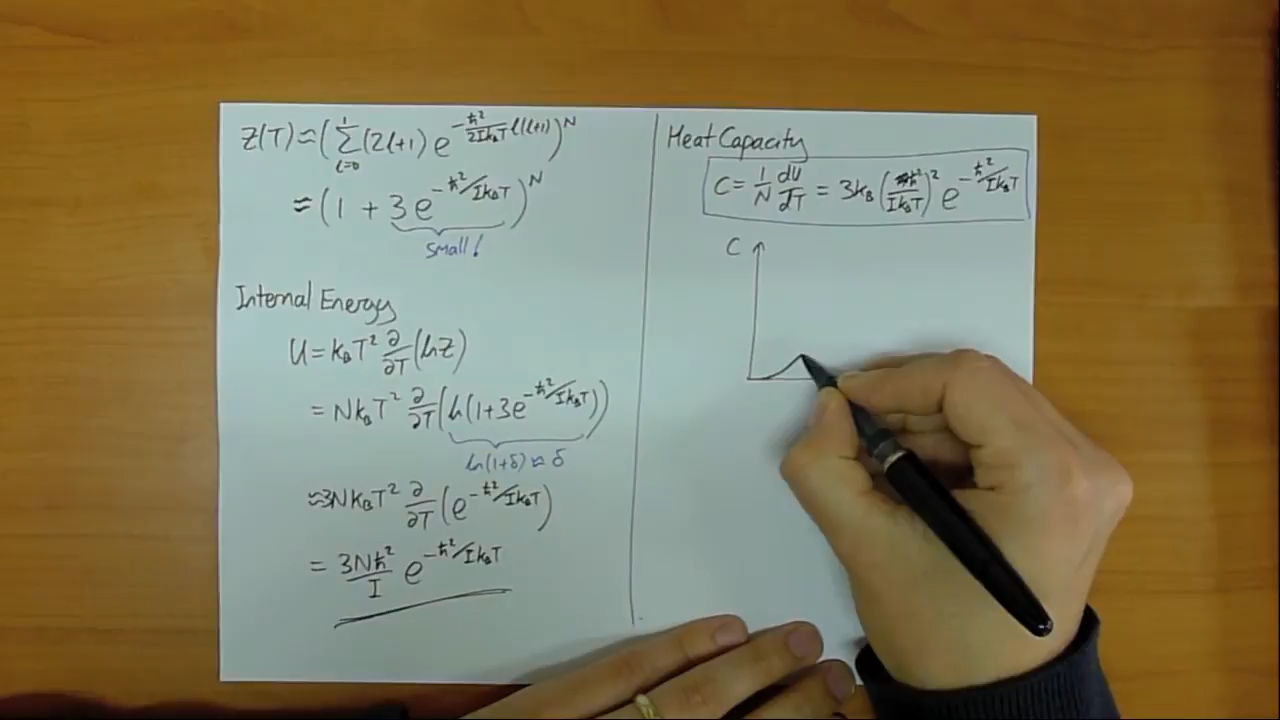 Z(T) ≈ (∑_{l=0}^{1} (2l+1) e^{-ħ²/2Ik_BT l(l+1)})^N
≈ (1 + 3e^{-ħ²/Ik_BT})^N
small!
Internal Energy
U = k_BT² ∂/∂T (ln Z)
= Nk_BT² ∂/∂T (ln(1+3e^{-ħ²/Ik_BT}))
ln(1+δ) ≈ δ
≈ 3Nk_BT² ∂/∂T (e^{-ħ²/Ik_BT})
= 3Nħ²/I e^{-ħ²/Ik_BT}
Heat Capacity
C = 1/N dU/dT = 3k_B (ħ²/Ik_BT)² e^{-ħ²/Ik_BT}
C